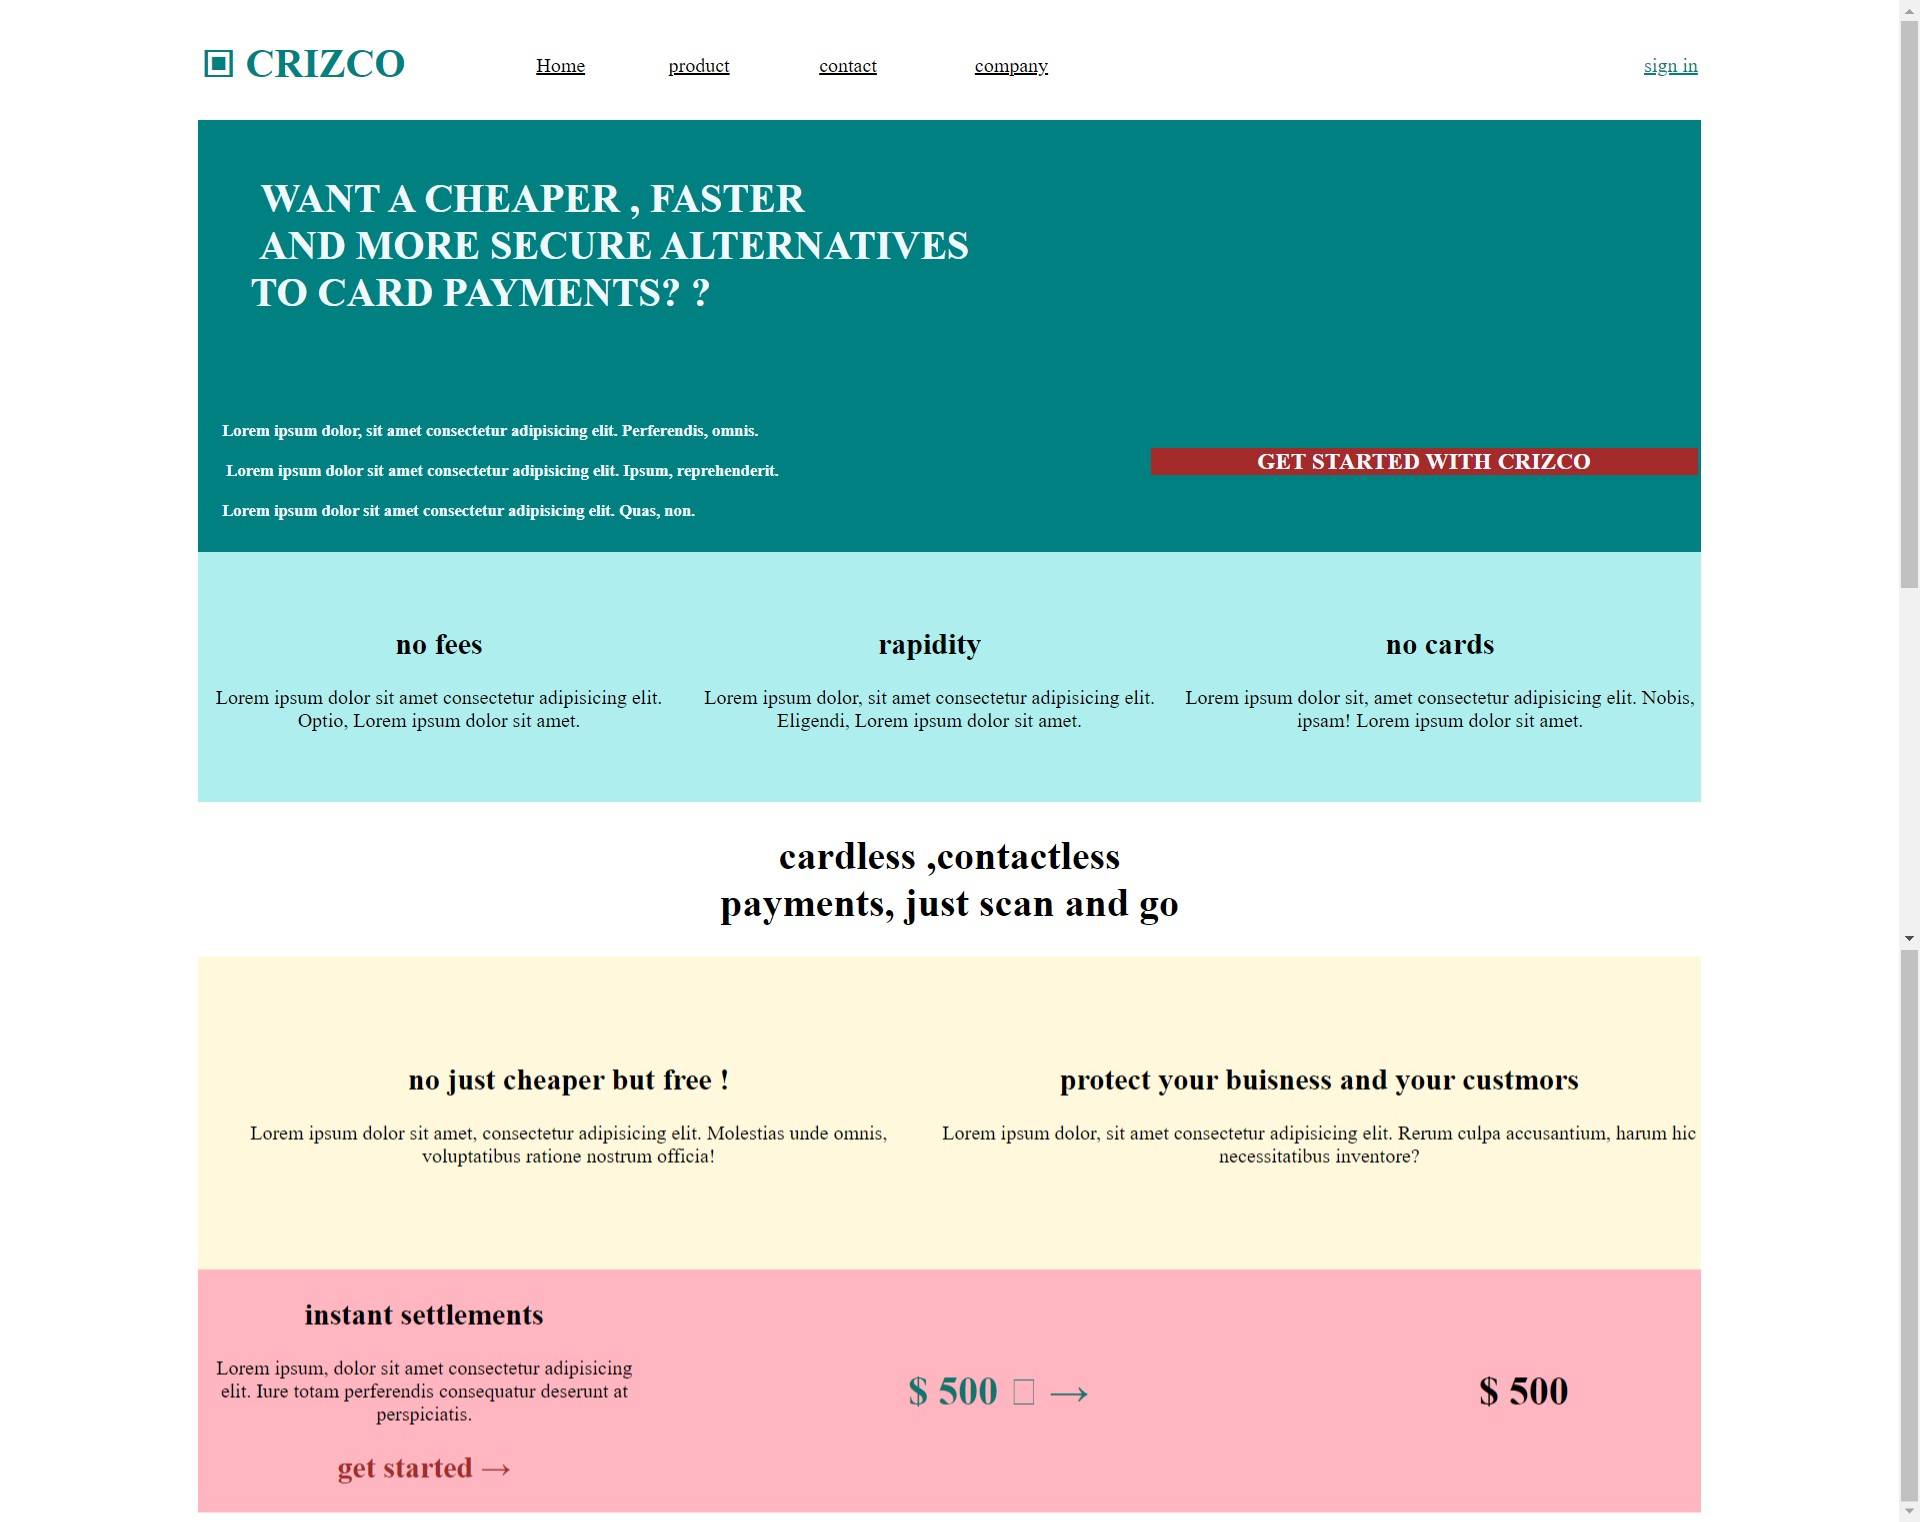 ▣ CRIZCO
Home
product
contact
company
sign in
WANT A CHEAPER , FASTER
AND MORE SECURE ALTERNATIVES
TO CARD PAYMENTS? ?
Lorem ipsum dolor, sit amet consectetur adipisicing elit. Perferendis, omnis.
Lorem ipsum dolor sit amet consectetur adipisicing elit. Ipsum, reprehenderit.
Lorem ipsum dolor sit amet consectetur adipisicing elit. Quas, non.
GET STARTED WITH CRIZCO
no fees
Lorem ipsum dolor sit amet consectetur adipisicing elit.
Optio, Lorem ipsum dolor sit amet.
rapidity
Lorem ipsum dolor, sit amet consectetur adipisicing elit.
Eligendi, Lorem ipsum dolor sit amet.
no cards
Lorem ipsum dolor sit, amet consectetur adipisicing elit. Nobis,
ipsam! Lorem ipsum dolor sit amet.
cardless ,contactless
payments, just scan and go
no just cheaper but free !
Lorem ipsum dolor sit amet, consectetur adipisicing elit. Molestias unde omnis,
voluptatibus ratione nostrum officia!
protect your buisness and your custmors
Lorem ipsum dolor, sit amet consectetur adipisicing elit. Rerum culpa accusantium, harum hic
necessitatibus inventore?
instant settlements
Lorem ipsum, dolor sit amet consectetur adipisicing
elit. Iure totam perferendis consequatur deserunt at
perspiciatis.
get started →
$ 500 □ →
$ 500